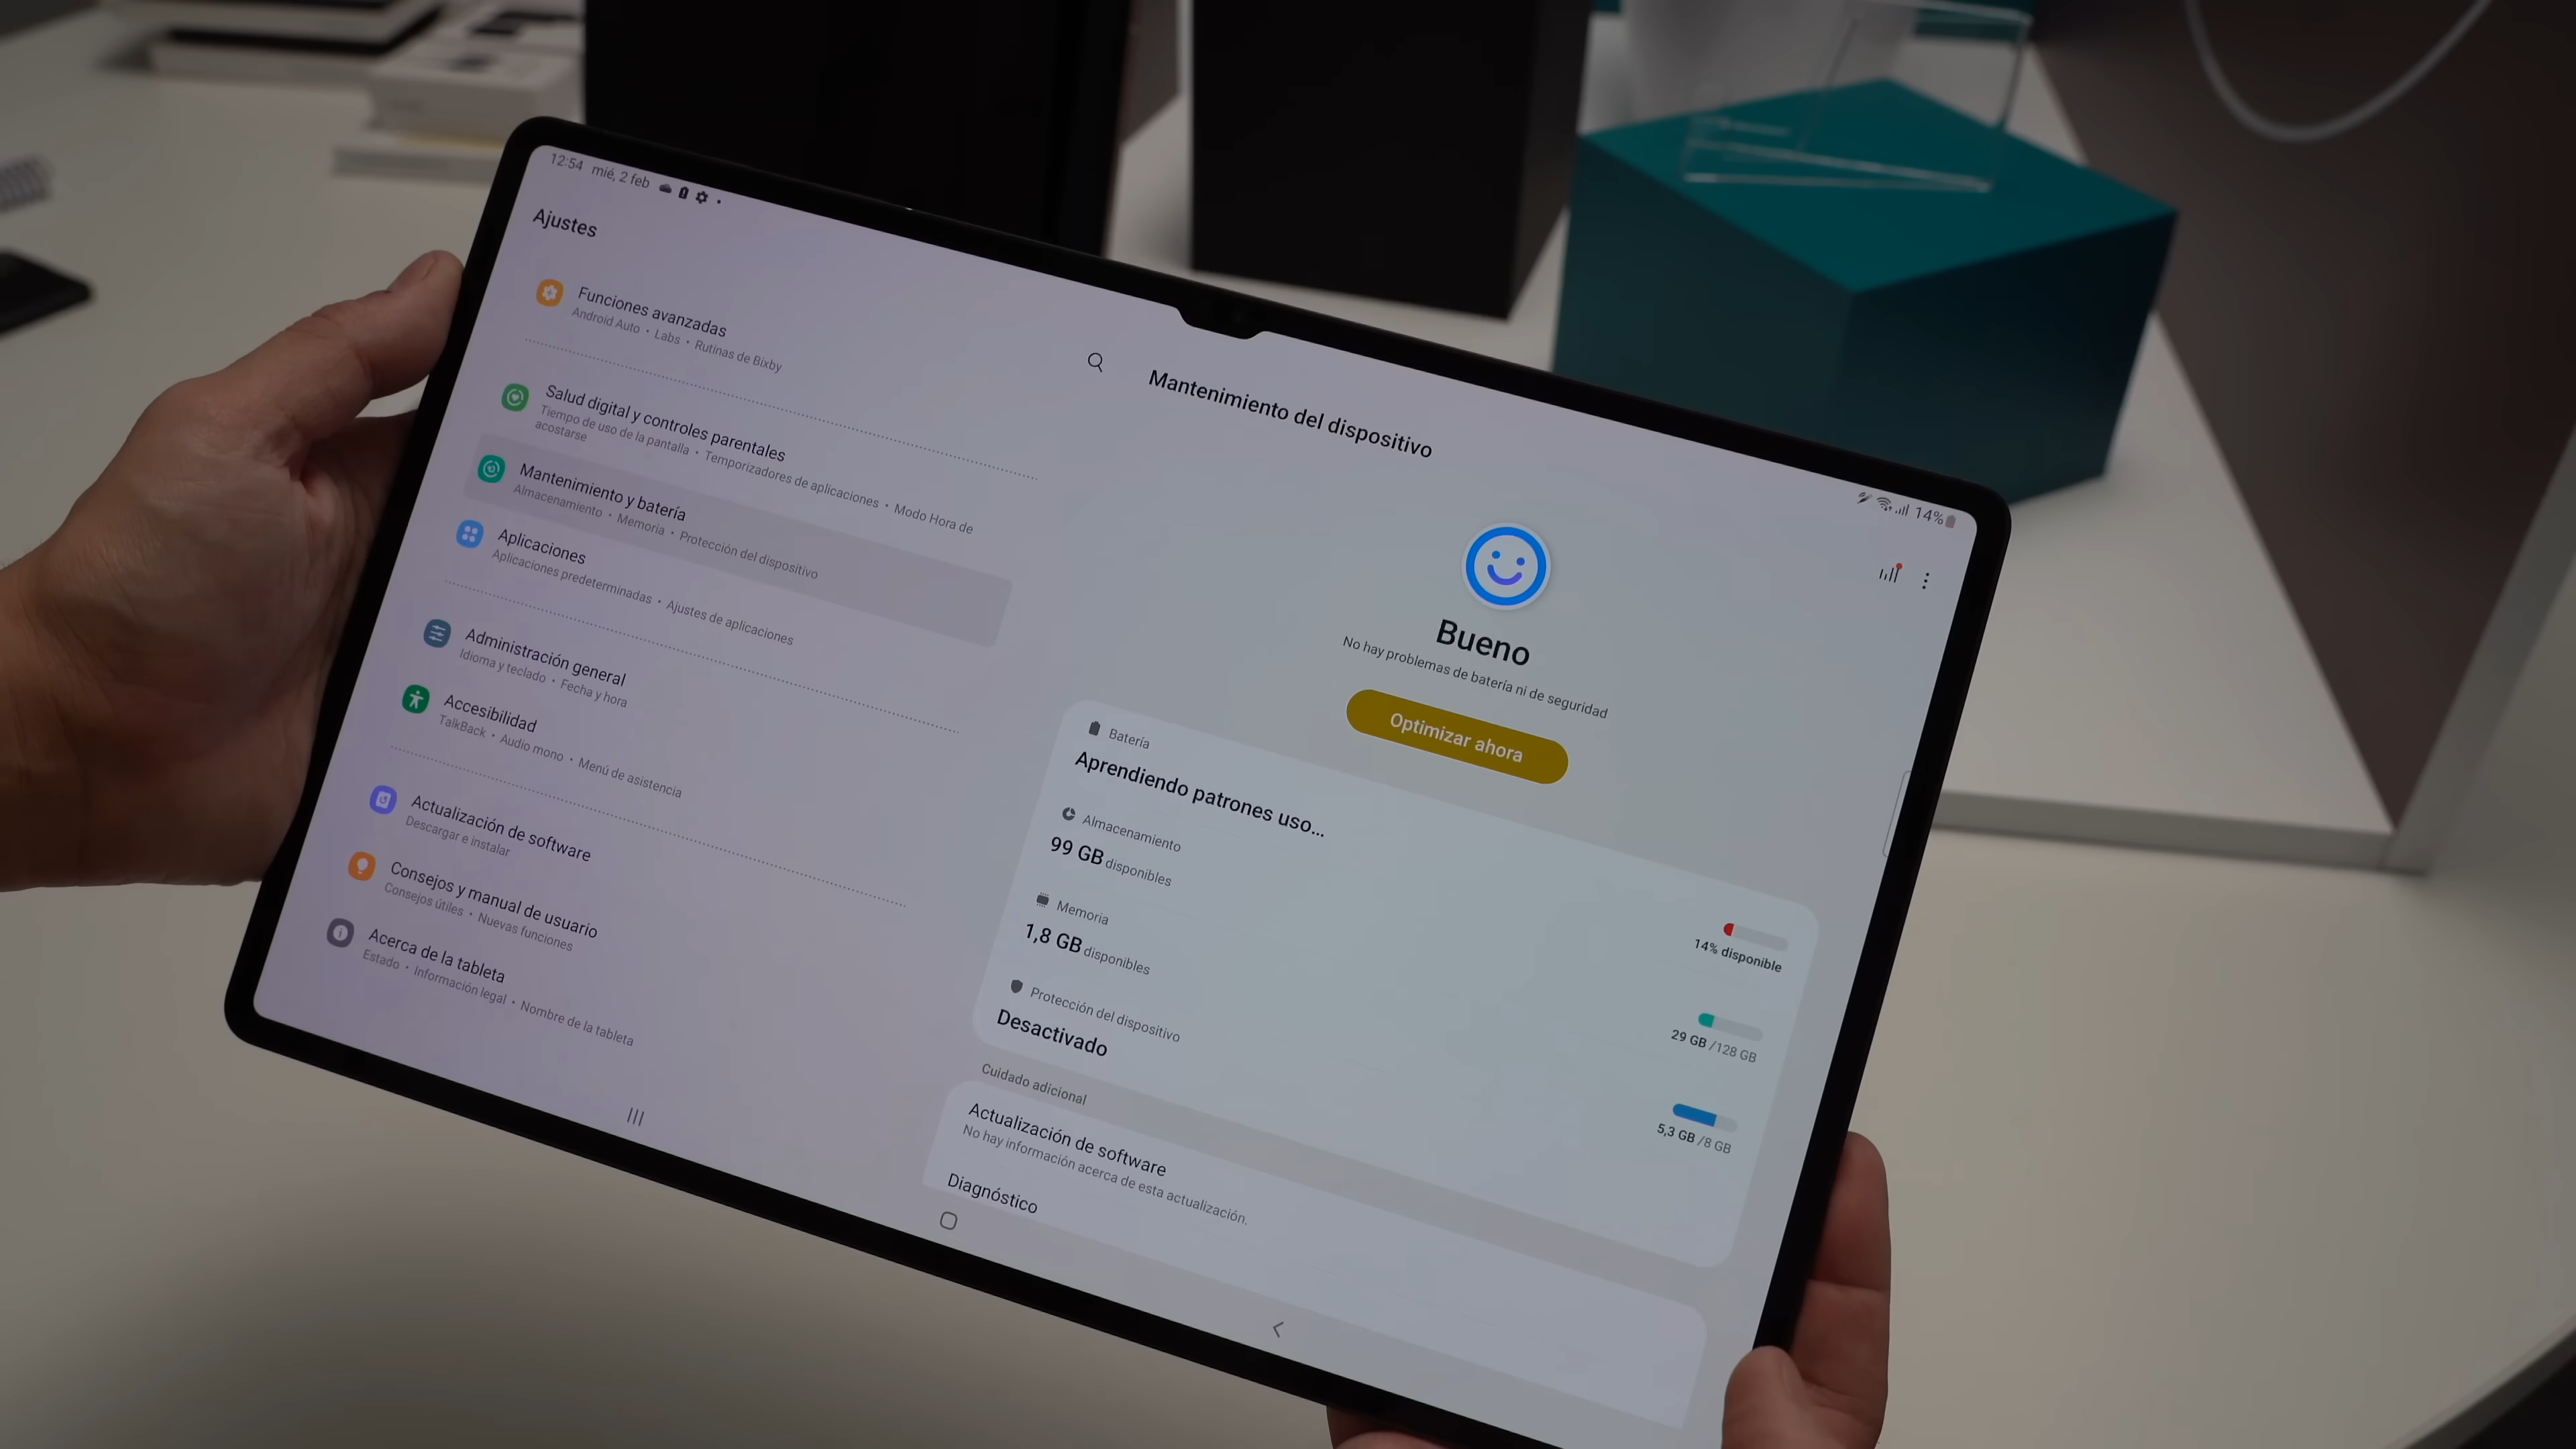 12:54 mié, 2 feb
14%
Ajustes
Funciones avanzadas
Android Auto • Labs • Rutinas de Bixby
Salud digital y controles parentales
Tiempo de uso de la pantalla • Temporizadores de aplicaciones • Modo Hora de
acostarse
Mantenimiento y batería
Almacenamiento • Memoria • Protección del dispositivo
Aplicaciones
Aplicaciones predeterminadas • Ajustes de aplicaciones
Administración general
Idioma y teclado • Fecha y hora
Accesibilidad
TalkBack • Audio mono • Menú de asistencia
Actualización de software
Descargar e instalar
Consejos y manual de usuario
Consejos útiles • Nuevas funciones
Acerca de la tableta
Estado • Información legal • Nombre de la tableta
Mantenimiento del dispositivo
Bueno
No hay problemas de batería ni de seguridad
Optimizar ahora
Batería
Aprendiendo patrones uso...
14% disponible
Almacenamiento
99 GB disponibles
29 GB /128 GB
Memoria
1,8 GB disponibles
5,3 GB /8 GB
Protección del dispositivo
Desactivado
Cuidado adicional
Actualización de software
No hay información acerca de esta actualización.
Diagnóstico